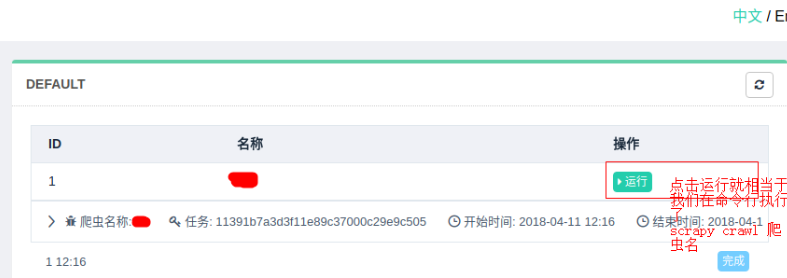 中文 / En
DEFAULT
ID 名称 操作
1 运行
点击运行就相当于
我们在命令行执行
了
scrapy crawl 爬
虫名
爬虫名称: 任务: 11391b7a3d3f11e89c37000c29e9c505 开始时间: 2018-04-11 12:16 结束时间: 2018-4-1
1 12:16 完成